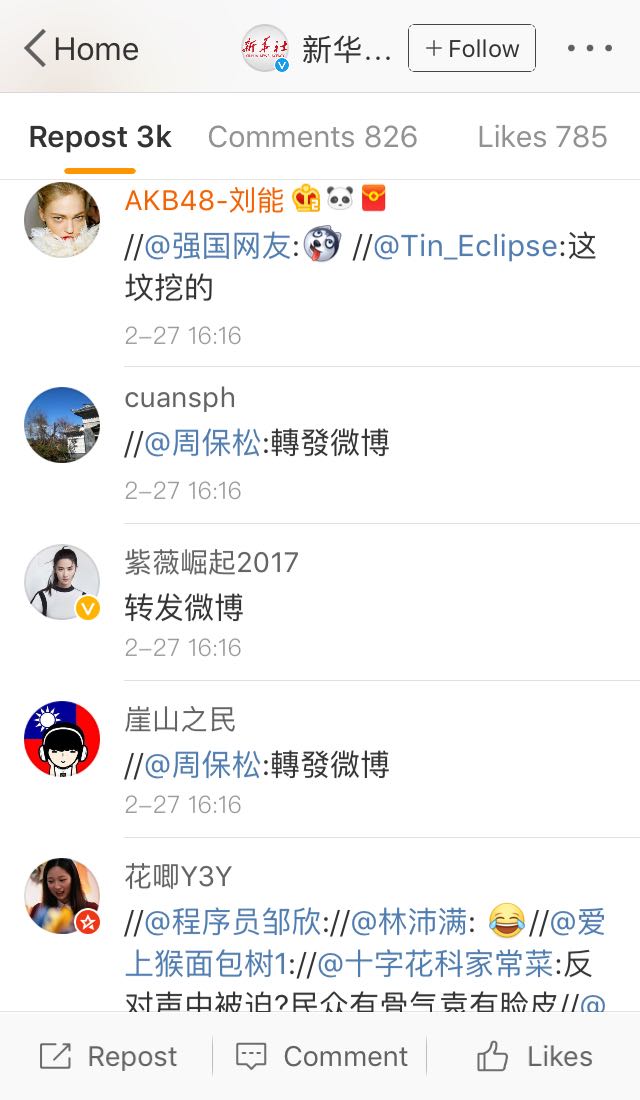 Home
新华社
新华...
+ Follow
Repost 3k
Comments 826
Likes 785
AKB48-刘能
//@强国网友: //@Tin_Eclipse:这
坟挖的
2-27 16:16
cuansph
//@周保松:轉發微博
2-27 16:16
紫薇崛起2017
转发微博
2-27 16:16
崖山之民
//@周保松:轉發微博
2-27 16:16
花唧Y3Y
//@程序员邹欣://@林沛满: //@爱
上猴面包树1://@十字花科家常菜:反
对声中被迫?民众有骨气袁有脸皮//@
Repost
Comment
Likes